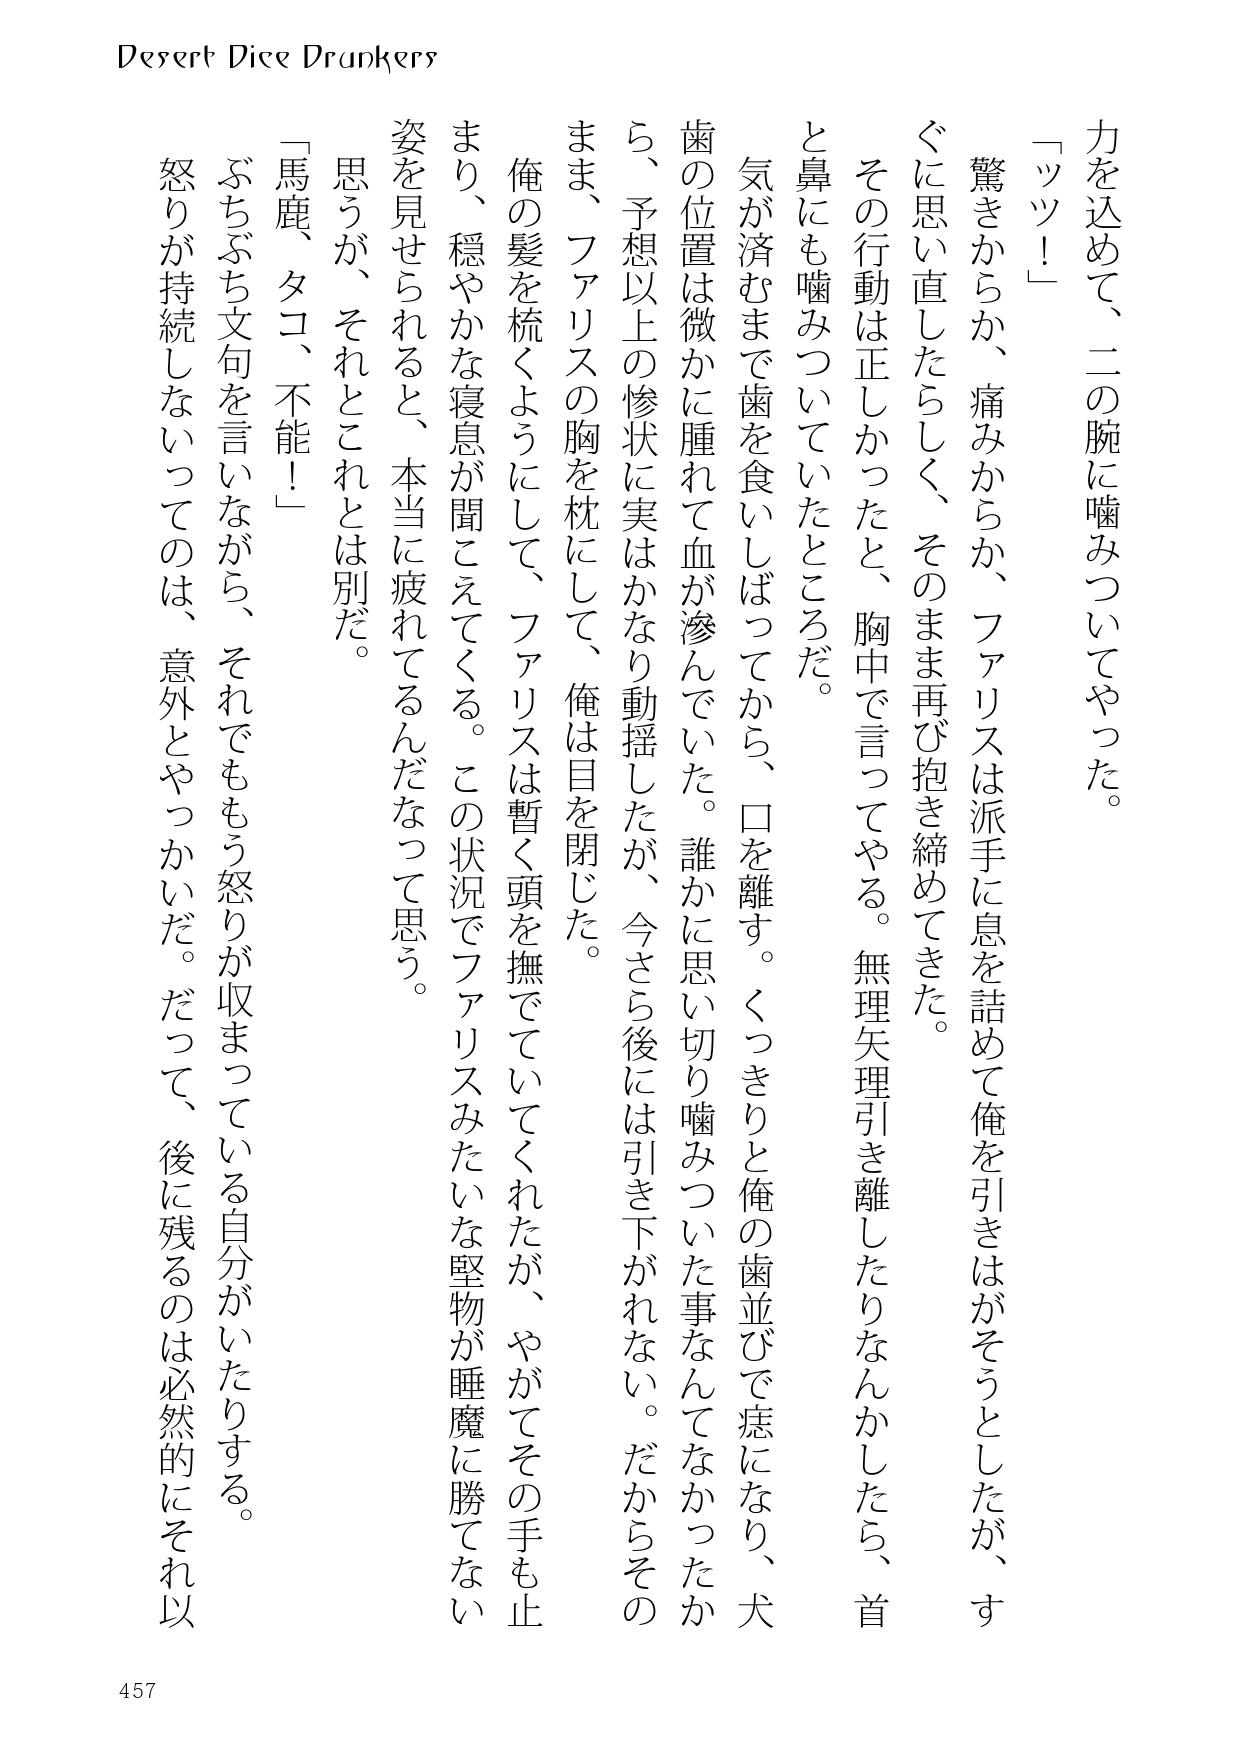 Desert Dice Drunkers
力を込めて、二の腕に噛みついてやった。
「ッツ！」
驚きからか、痛みからか、ファリスは派手に息を詰めて俺を引きはがそうとしたが、す
ぐに思い直したらしく、そのまま再び抱き締めてきた。
その行動は正しかったと、胸中で言ってやる。無理矢理引き離したりなんかしたら、首
と鼻にも噛みついていたところだ。
気が済むまで歯を食いしばってから、口を離す。くっきりと俺の歯並びで痣になり、犬
歯の位置は微かに腫れて血が滲んでいた。誰かに思い切り噛みついた事なんてなかったか
ら、予想以上の惨状に実はかなり動揺したが、今さら後には引き下がれない。だからその
まま、ファリスの胸を枕にして、俺は目を閉じた。
俺の髪を梳くようにして、ファリスは暫く頭を撫でていてくれたが、やがてその手も止
まり、穏やかな寝息が聞こえてくる。この状況でファリスみたいな堅物が睡魔に勝てない
姿を見せられると、本当に疲れてるんだなって思う。
思うが、それとこれとは別だ。
「馬鹿、タコ、不能！」
ぶちぶち文句を言いながら、それでももう怒りが収まっている自分がいたりする。
怒りが持続しないってのは、意外とやっかいだ。だって、後に残るのは必然的にそれ以
457